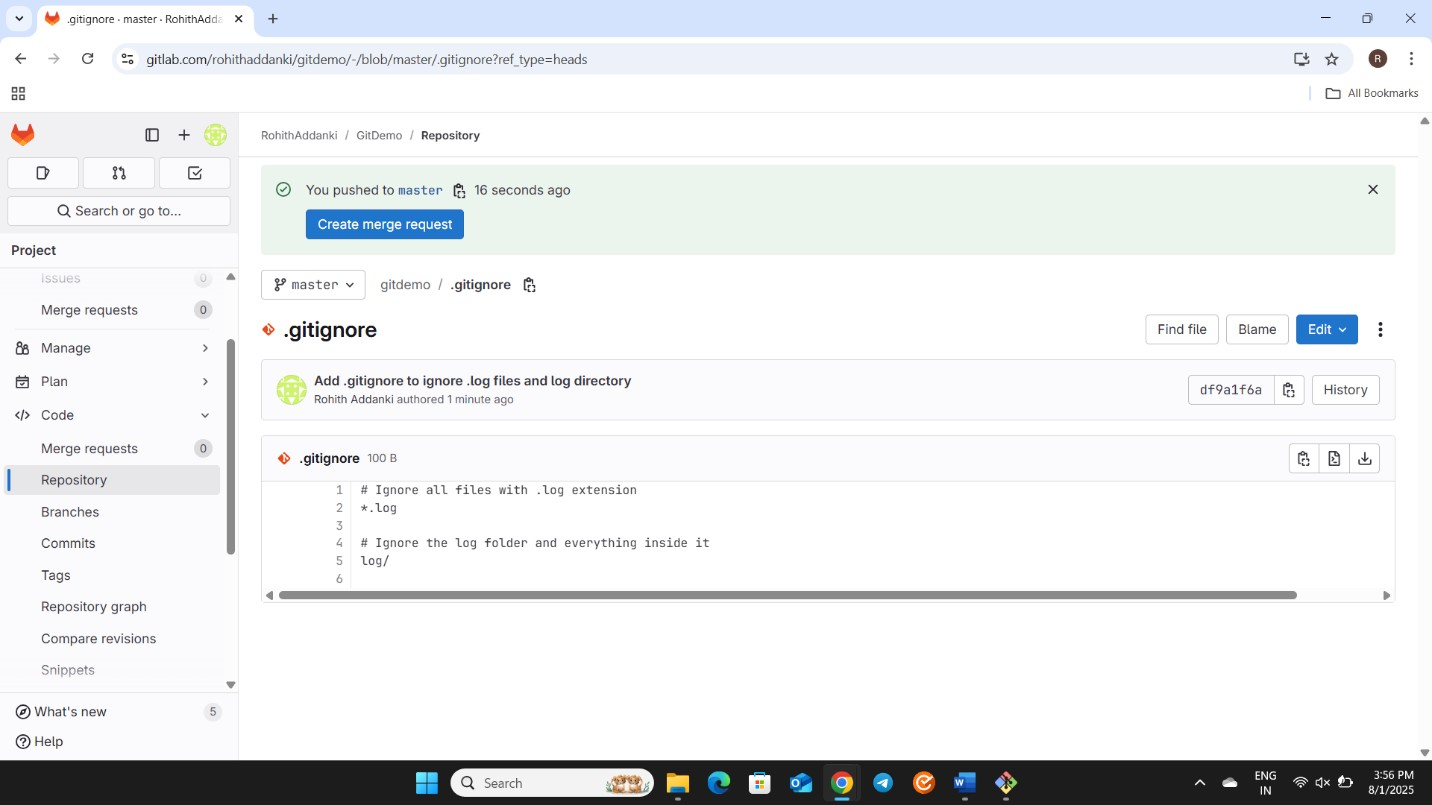 .gitignore · master · RohithAdda
gitlab.com/rohithaddanki/gitdemo/-/blob/master/.gitignore?ref_type=heads
R
All Bookmarks
RohithAddanki / GitDemo / Repository
Search or go to...
Project
Issues 0
Merge requests 0
Manage
Plan
Code
Merge requests 0
Repository
Branches
Commits
Tags
Repository graph
Compare revisions
Snippets
What's new 5
Help
You pushed to master 16 seconds ago
Create merge request
master gitdemo / .gitignore
.gitignore
Find file Blame Edit
Add .gitignore to ignore .log files and log directory
Rohith Addanki authored 1 minute ago
df9a1f6a History
.gitignore 100 B
1 # Ignore all files with .log extension
2 *.log
3
4 # Ignore the log folder and everything inside it
5 log/
6
Search
ENG
IN
3:56 PM
8/1/2025